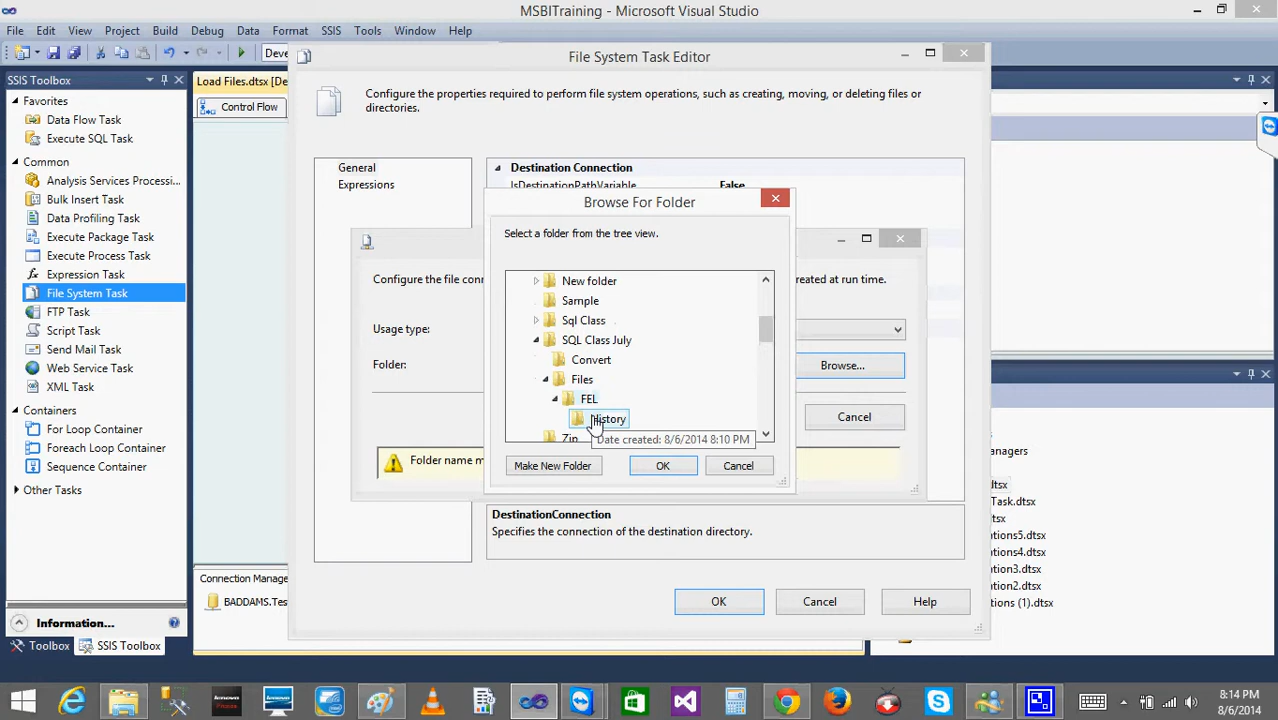 MSBITraining - Microsoft Visual Studio
File Edit View Project Build Debug Data Format SSIS Tools Window Help
SSIS Toolbox
Favorites
Data Flow Task
Execute SQL Task
Common
Analysis Services Processi...
Bulk Insert Task
Data Profiling Task
Execute Package Task
Execute Process Task
Expression Task
File System Task
FTP Task
Script Task
Send Mail Task
Web Service Task
XML Task
Containers
For Loop Container
Foreach Loop Container
Sequence Container
Other Tasks
Information...
Toolbox SSIS Toolbox
Load Files.dtsx [De
Control Flow
Connection Manage
BADDAMS.Tes
File System Task Editor
Configure the properties required to perform file system operations, such as creating, moving, or deleting files or
directories.
General
Expressions
Destination Connection
IsDestinationPathVariable False
Configure the file conn
reated at run time.
Usage type:
Folder:
Browse...
Cancel
Folder name m
Browse For Folder
Select a folder from the tree view.
New folder
Sample
Sql Class
SQL Class July
Convert
Files
FEL
History
Zip
Date created: 8/6/2014 8:10 PM
Make New Folder OK Cancel
DestinationConnection
Specifies the connection of the destination directory.
OK Cancel Help
anagers
dtsx
Task.dtsx
tsx
ations5.dtsx
ations4.dtsx
ation3.dtsx
ation2.dtsx
ations (1).dtsx
8:14 PM
8/6/2014